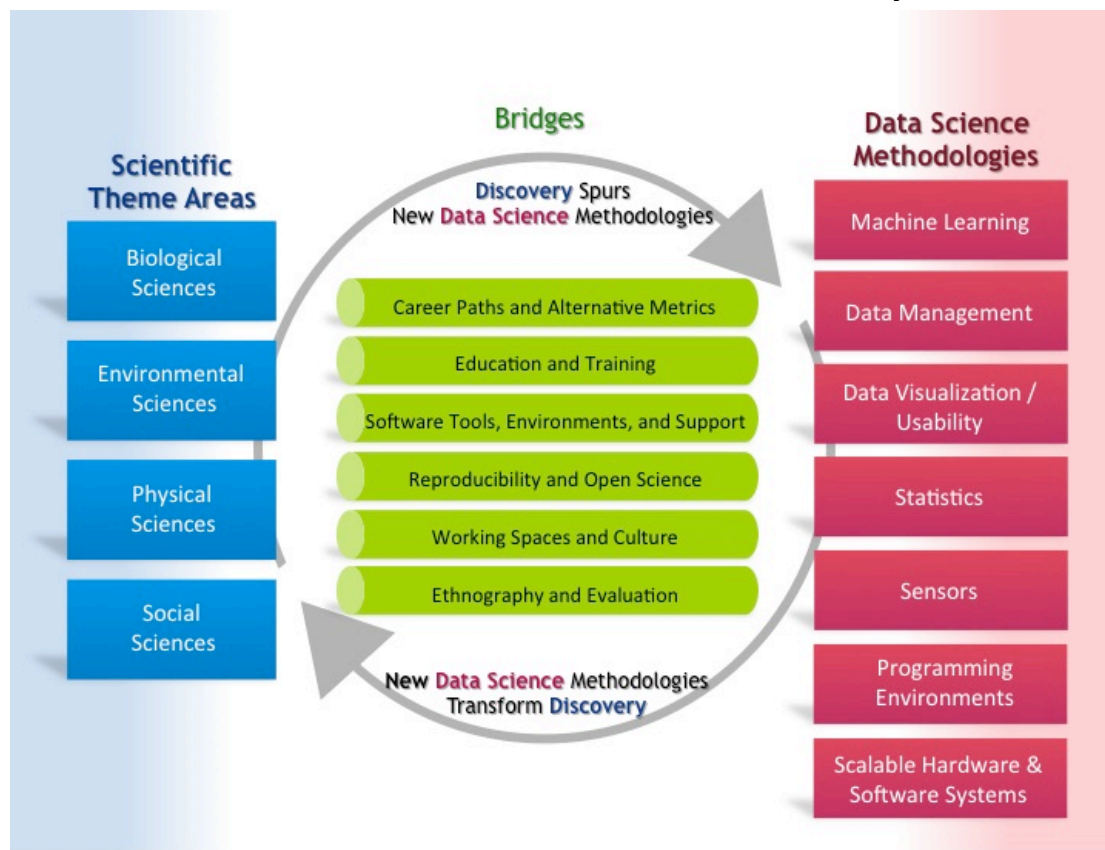 Bridges
Scientific
Theme Areas
Biological
Sciences
Environmental
Sciences
Physical
Sciences
Social
Sciences
Discovery Spurs
New Data Science Methodologies
Career Paths and Alternative Metrics
Education and Training
Software Tools, Environments, and Support
Reproducibility and Open Science
Working Spaces and Culture
Ethnography and Evaluation
New Data Science Methodologies
Transform Discovery
Data Science
Methodologies
Machine Learning
Data Management
Data Visualization /
Usability
Statistics
Sensors
Programming
Environments
Scalable Hardware &
Software Systems